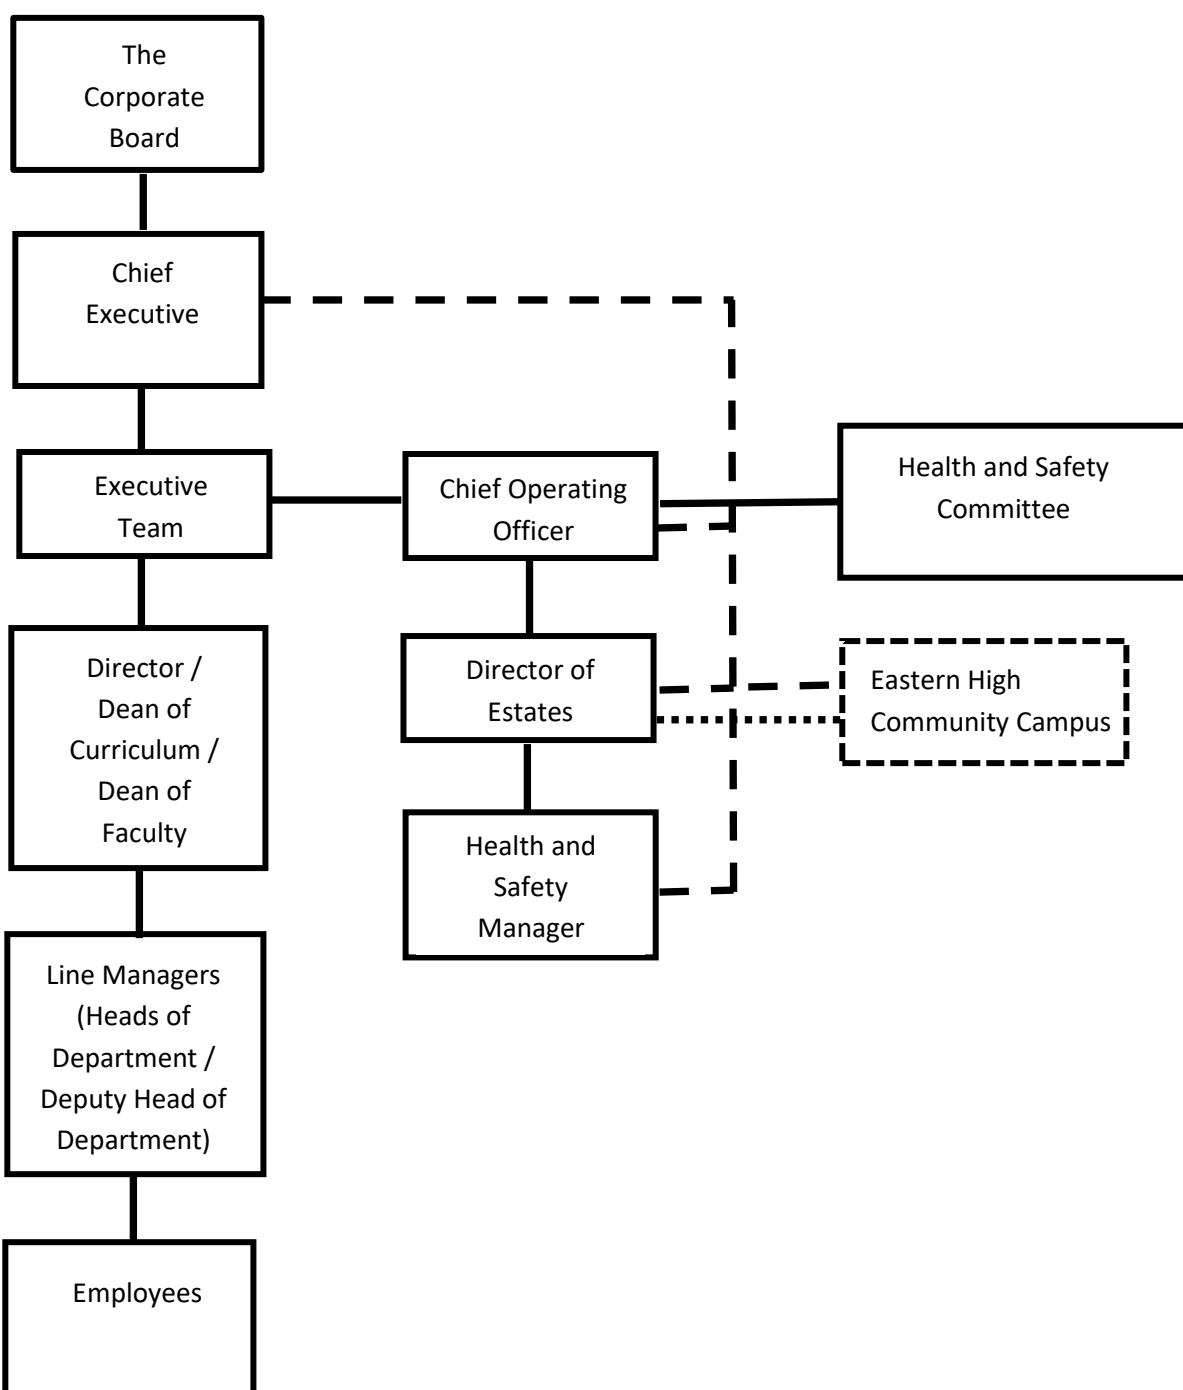 The
Corporate
Board
Chief
Executive
Executive
Team
Chief Operating
Officer
Health and Safety
Committee
Director /
Dean of
Curriculum /
Dean of
Faculty
Director of
Estates
Eastern High
Community Campus
Health and
Safety
Manager
Line Managers
(Heads of
Department /
Deputy Head of
Department)
Employees